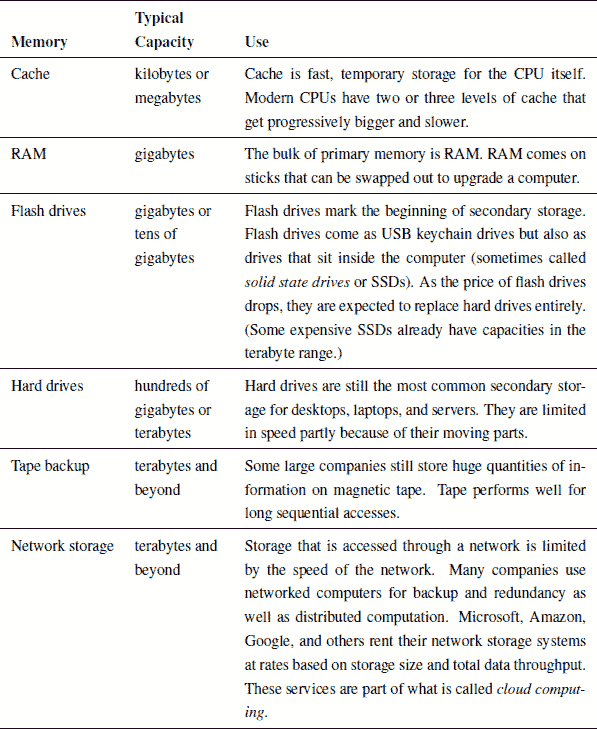 Typical
Memory Capacity Use
Cache kilobytes or Cache is fast, temporary storage for the CPU itself.
megabytes Modern CPUs have two or three levels of cache that
get progressively bigger and slower.
RAM gigabytes The bulk of primary memory is RAM. RAM comes on
sticks that can be swapped out to upgrade a computer.
Flash drives gigabytes or Flash drives mark the beginning of secondary storage.
tens of Flash drives come as USB keychain drives but also as
gigabytes drives that sit inside the computer (sometimes called
solid state drives or SSDs). As the price of flash drives
drops, they are expected to replace hard drives entirely.
(Some expensive SSDs already have capacities in the
terabyte range.)
Hard drives hundreds of Hard drives are still the most common secondary stor-
gigabytes or age for desktops, laptops, and servers. They are limited
terabytes in speed partly because of their moving parts.
Tape backup terabytes and Some large companies still store huge quantities of in-
beyond formation on magnetic tape. Tape performs well for
long sequential accesses.
Network storage terabytes and Storage that is accessed through a network is limited
beyond by the speed of the network. Many companies use
networked computers for backup and redundancy as
well as distributed computation. Microsoft, Amazon,
Google, and others rent their network storage systems
at rates based on storage size and total data throughput.
These services are part of what is called cloud comput-
ing.